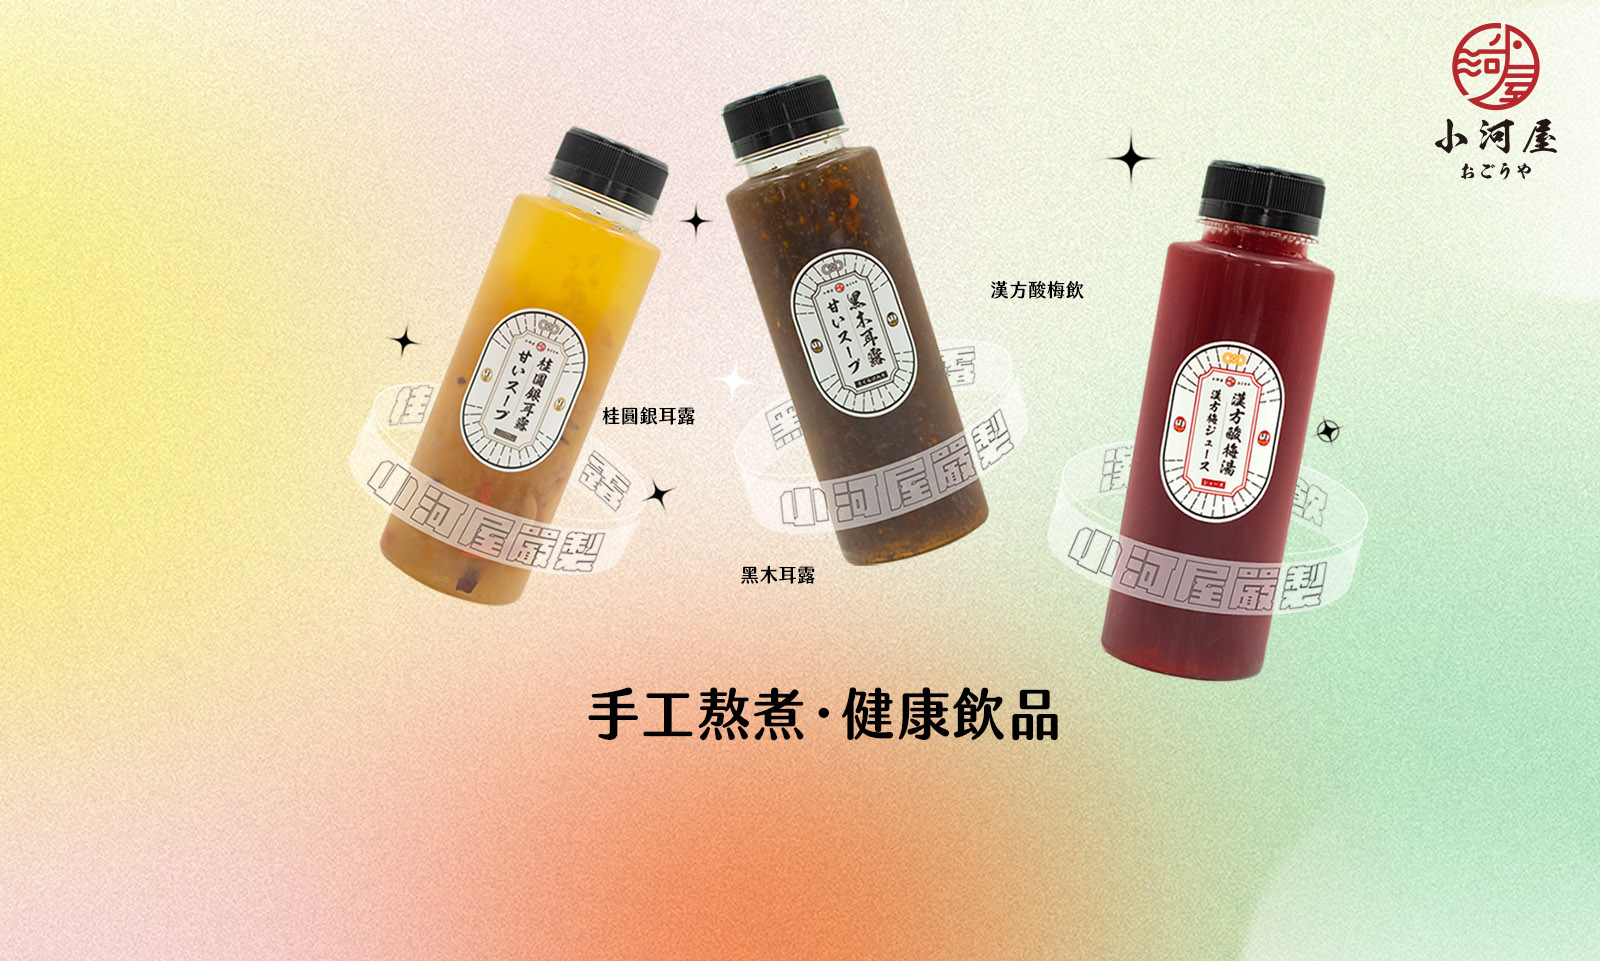 小河屋
おごうや
漢方酸梅飲
桂圓銀耳露
黑木耳露
桂圓銀耳露
甘いスープ
黑木耳露
甘いスープ
漢方酸梅湯
漢方梅ジュース
小河屋嚴製
小河屋嚴製
小河屋嚴製
手工熬煮·健康飲品